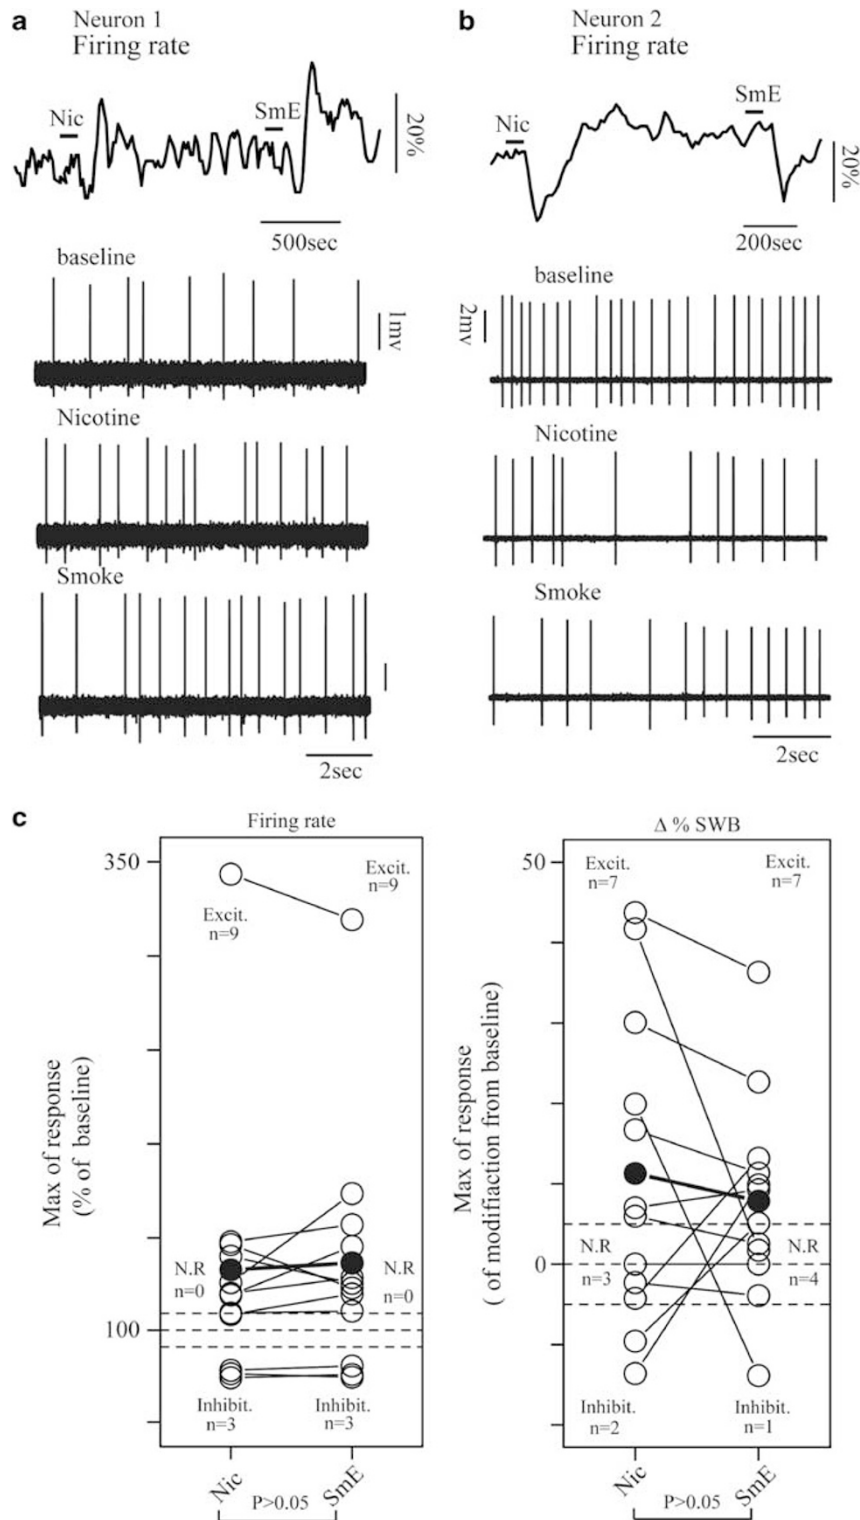 a
Neuron 1
Firing rate
Nic
SmE
20%
500sec
baseline
1mv
Nicotine
Smoke
2sec
b
Neuron 2
Firing rate
Nic
SmE
20%
200sec
baseline
2mv
Nicotine
Smoke
2sec
c
Firing rate
Max of response
(% of baseline)
350
100
Excit.
n=9
Excit.
n=9
N.R
n=0
N.R
n=0
Inhibit.
n=3
Inhibit.
n=3
Nic
SmE
P>0.05
Δ % SWB
Max of response
( of modifiaction from baseline)
50
0
Excit.
n=7
Excit.
n=7
N.R
n=3
N.R
n=4
Inhibit.
n=2
Inhibit.
n=1
Nic
SmE
P>0.05